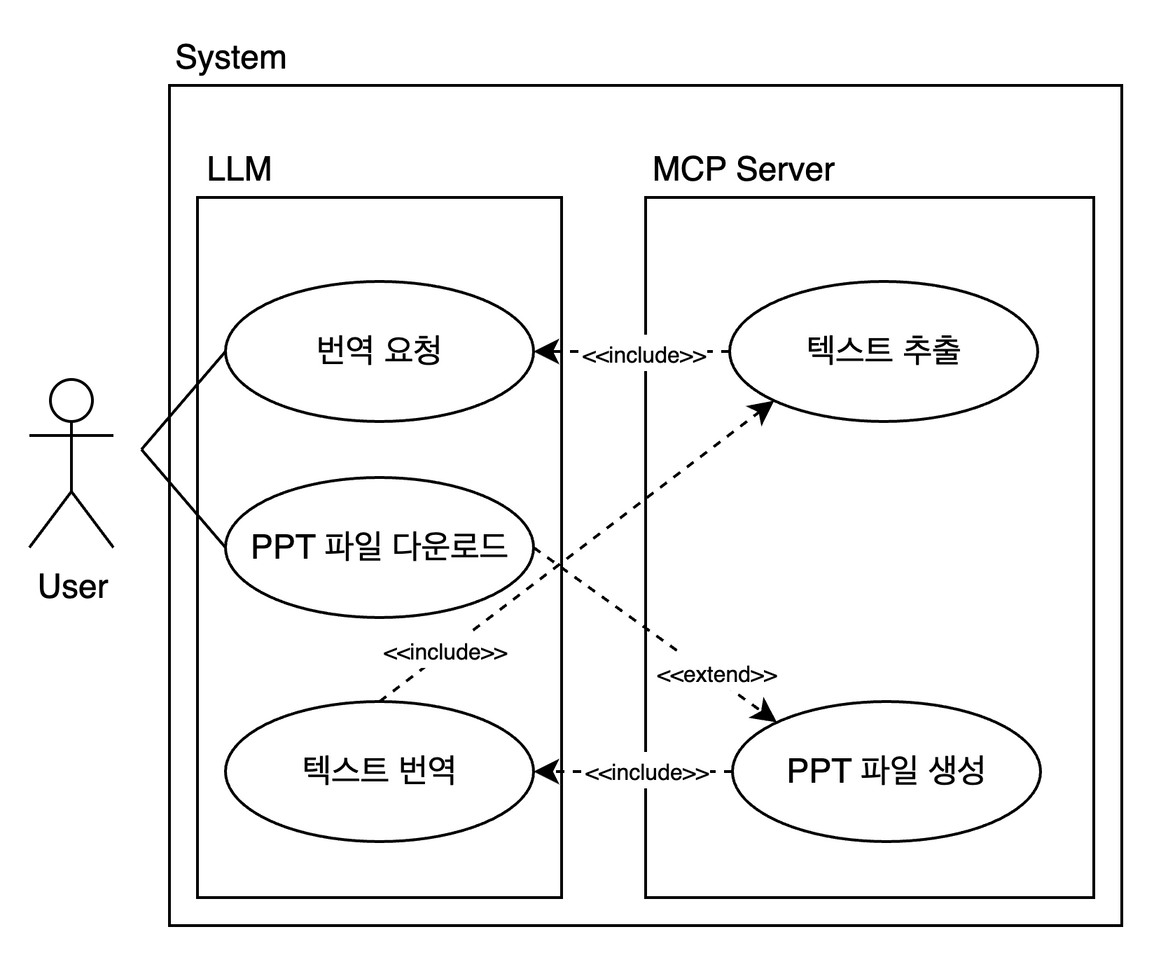 System
LLM
MCP Server
번역 요청
<<include>>
텍스트 추출
PPT 파일 다운로드
User
<<include>>
<<extend>>
텍스트 번역
<<include>>
PPT 파일 생성